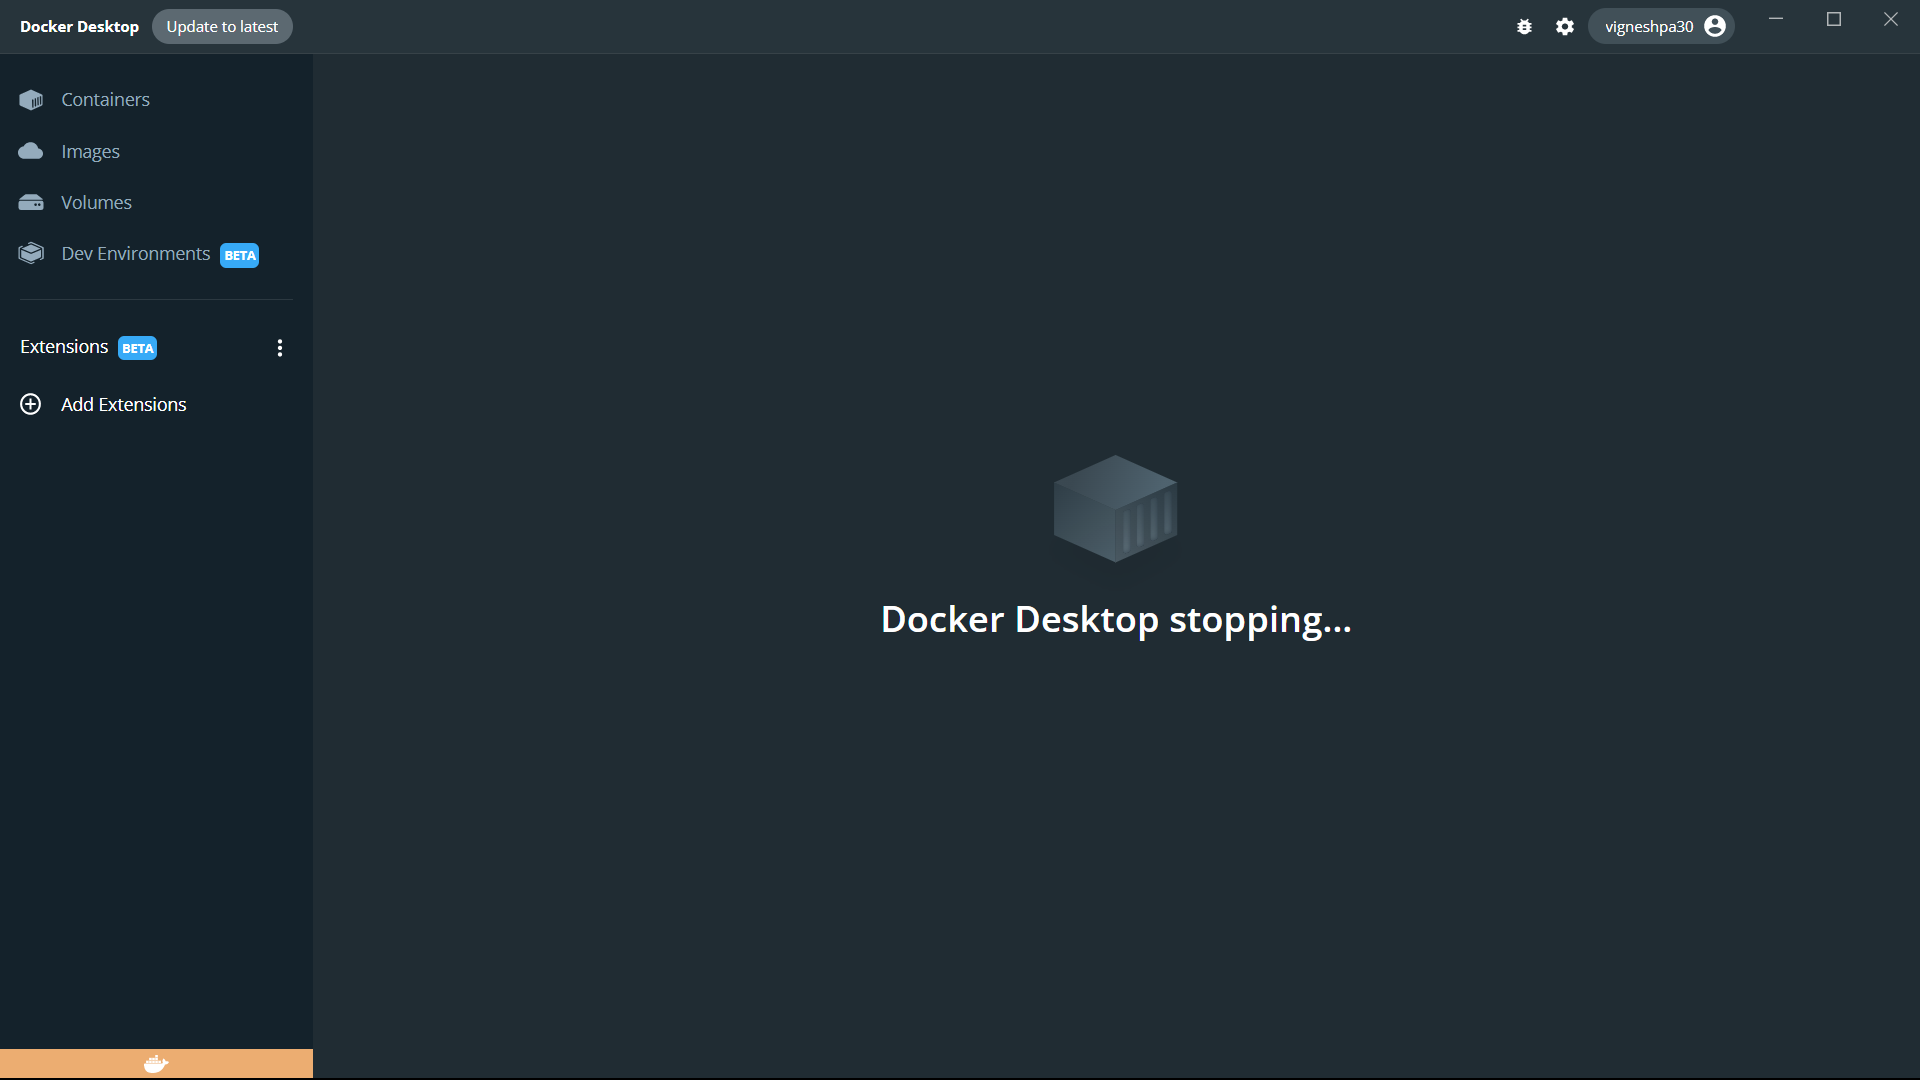 Docker Desktop
Update to latest
vigneshpa30
Containers
Images
Volumes
Dev Environments BETA
Extensions BETA
Add Extensions
Docker Desktop stopping...